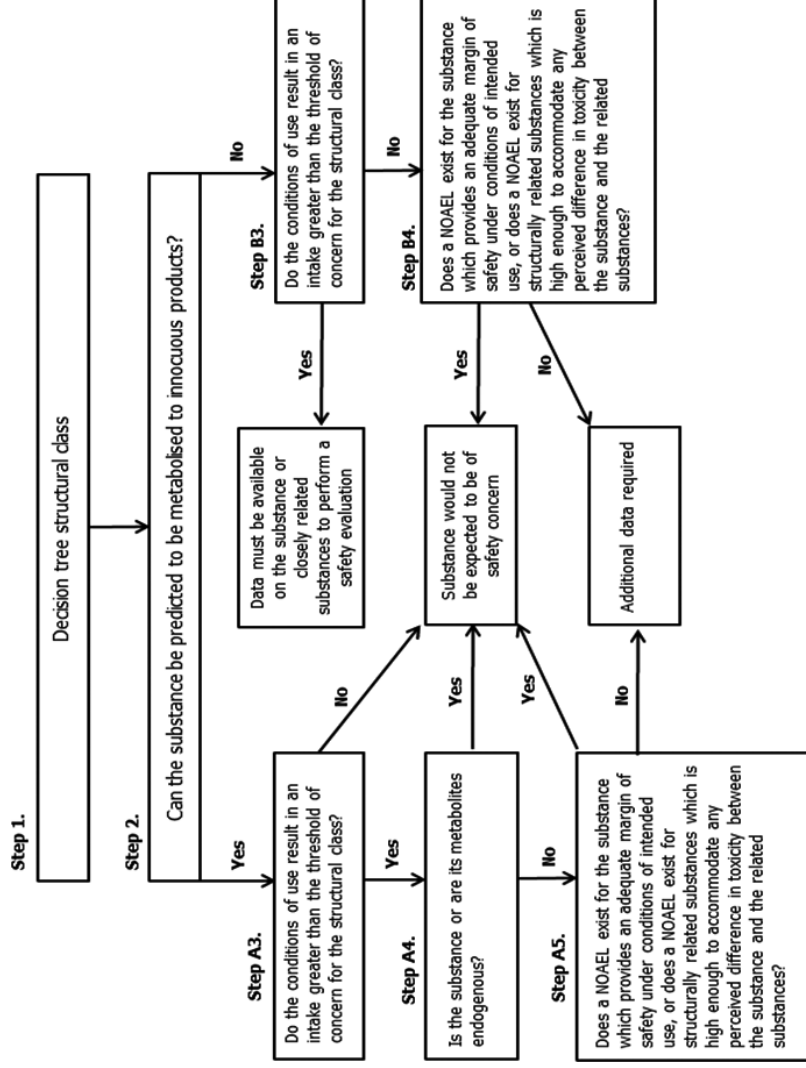 Step 1.
Decision tree structural class
Step 2.
Can the substance be predicted to be metabolised to innocuous products?
Yes
No
Step A3.
Do the conditions of use result in an
intake greater than the threshold of
concern for the structural class?
No
Yes
Data must be available
on the substance or
closely related
substances to perform a
safety evaluation
Yes
Step B3.
Do the conditions of use result in an
intake greater than the threshold of
concern for the structural class?
No
Step A4.
Is the substance or are its metabolites
endogenous?
Yes
No
Substance would not
be expected to be of
safety concern
Step A5.
Does a NOAEL exist for the substance
which provides an adequate margin of
safety under conditions of intended
use, or does a NOAEL exist for
structurally related substances which is
high enough to accommodate any
perceived difference in toxicity between
the substance and the related
substances?
Yes
No
Additional data required
Step B4.
Does a NOAEL exist for the substance
which provides an adequate margin of
safety under conditions of intended
use, or does a NOAEL exist for
structurally related substances which is
high enough to accommodate any
perceived difference in toxicity between
the substance and the related
substances?
Yes
No